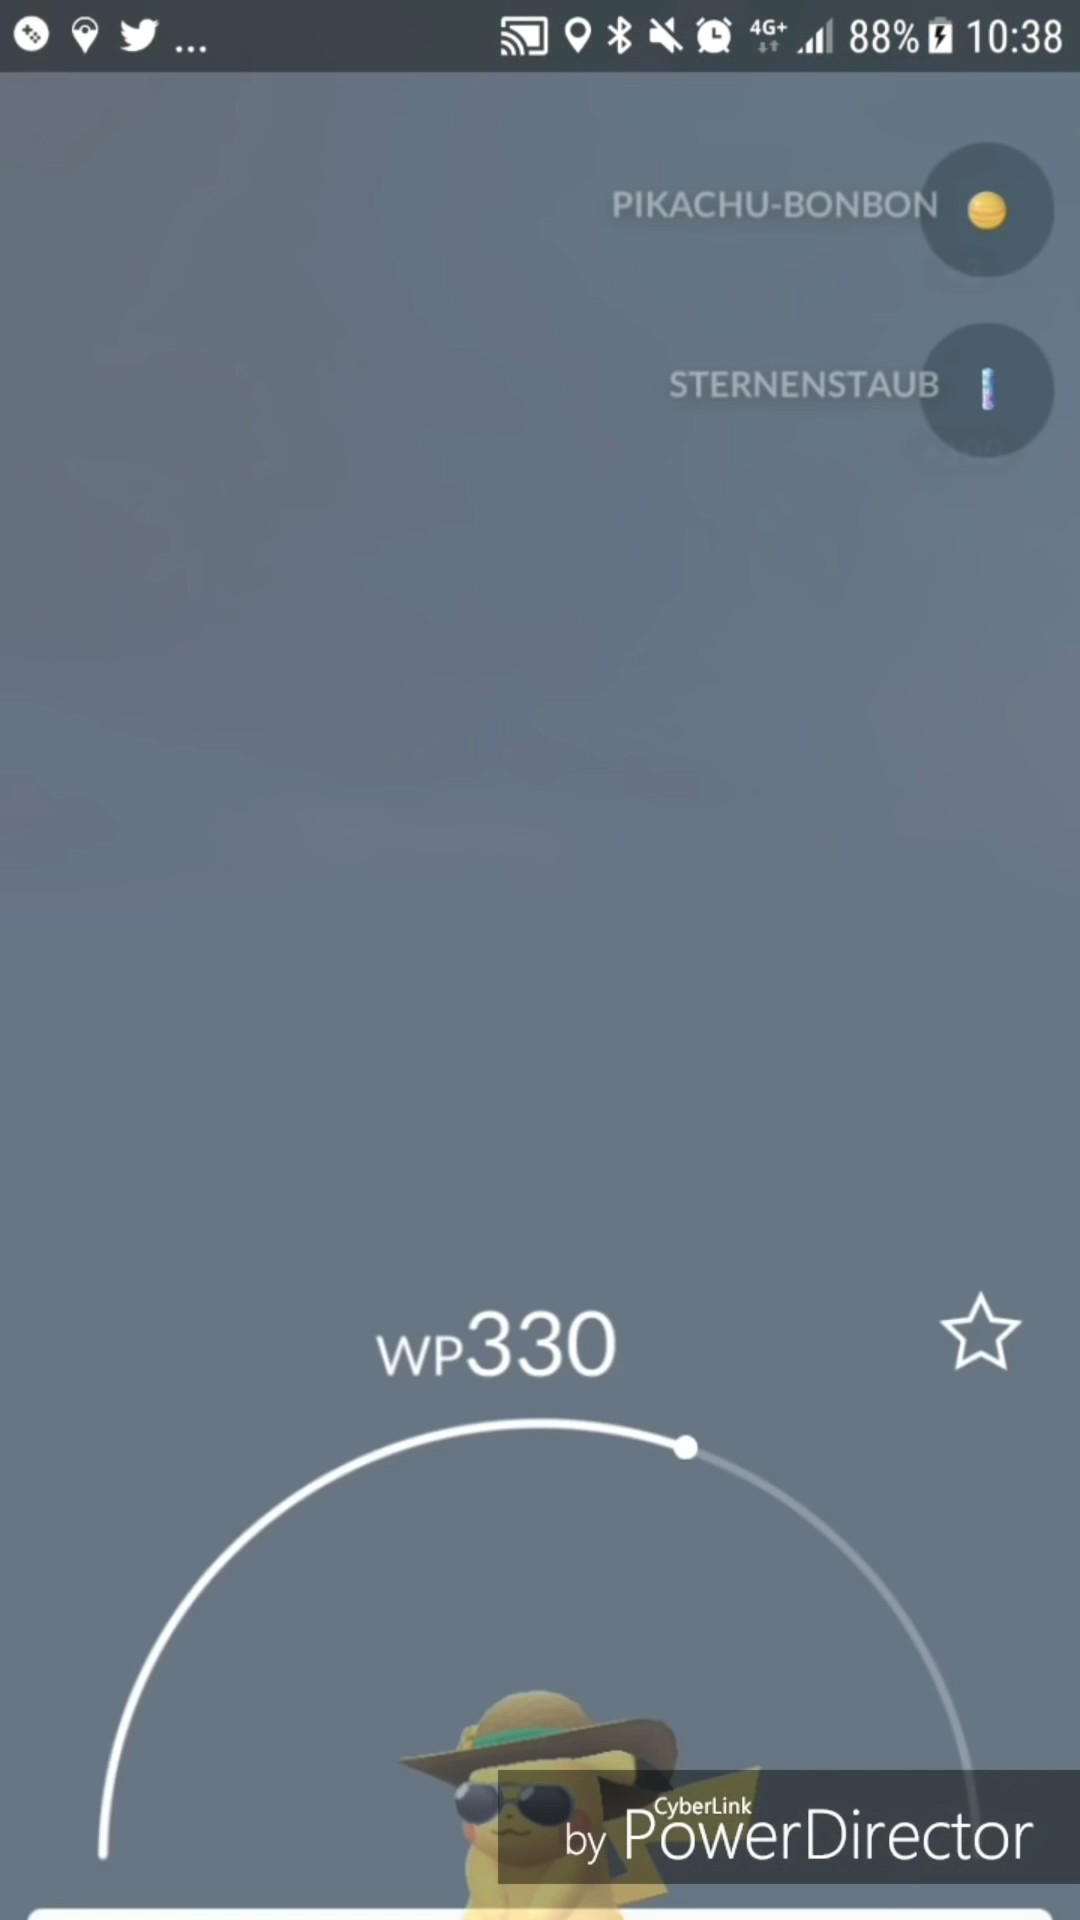 ... 4G+ 88% 10:38
PIKACHU-BONBON
STERNENSTAUB
WP330
by CyberLink PowerDirector